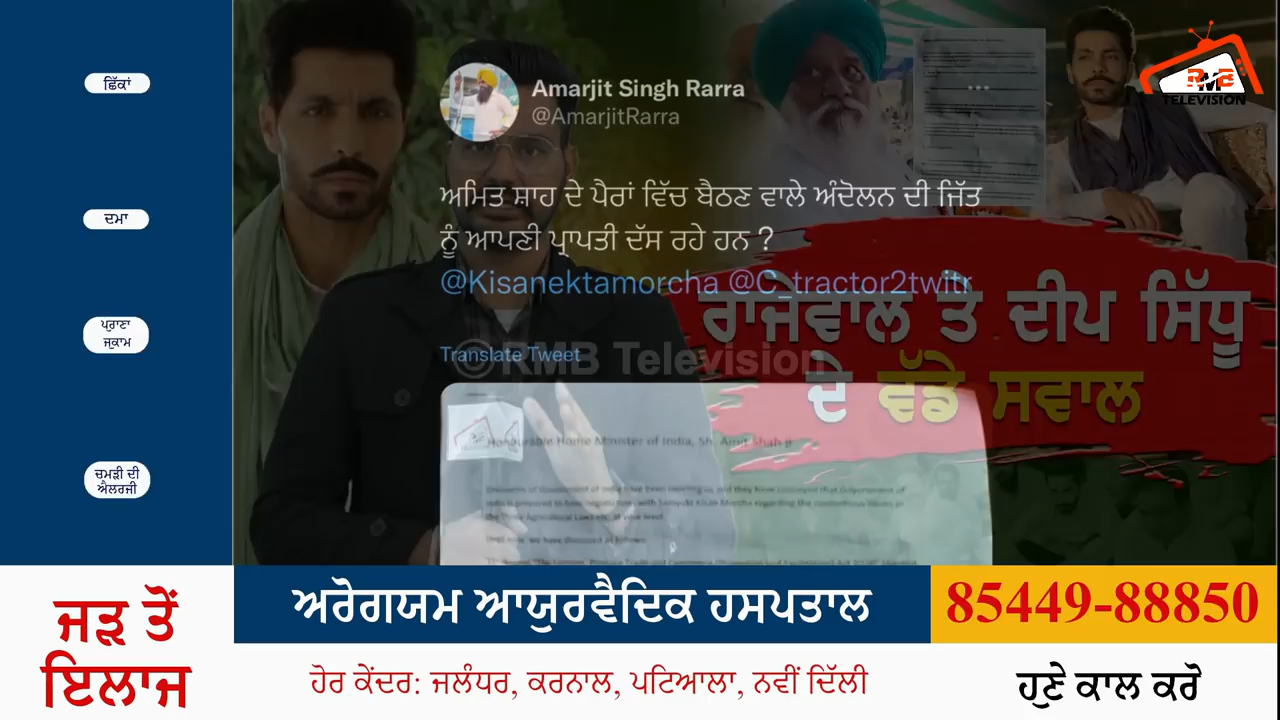 ਛਿੱਕਾਂ
ਦਮਾ
ਪੁਰਾਣਾ
ਜੁਕਾਮ
ਚਮੜੀ ਦੀ
ਐਲਰਜੀ
RMB
TELEVISION
Amarjit Singh Rarra
@AmarjitRarra
ਅਮਿਤ ਸ਼ਾਹ ਦੇ ਪੈਰਾਂ ਵਿੱਚ ਬੈਠਣ ਵਾਲੇ ਅੰਦੋਲਨ ਦੀ ਜਿੱਤ
ਨੂੰ ਆਪਣੀ ਪ੍ਰਾਪਤੀ ਦੱਸ ਰਹੇ ਹਨ ?
@Kisanektamorcha @C_tractor2twitr
Translate Tweet
©RMB Television
ਰਾਜੇਵਾਲ ਤੇ ਦੀਪ ਸਿੱਧੂ
ਦੇ ਵੱਡੇ ਸਵਾਲ
Honourable Home Minister of India, Sh. Amit Shah ji
ਜੜ ਤੋਂ
ਇਲਾਜ
ਅਰੋਗਯਮ ਆਯੁਰਵੈਦਿਕ ਹਸਪਤਾਲ
85449-88850
ਹੋਰ ਕੇਂਦਰ: ਜਲੰਧਰ, ਕਰਨਾਲ, ਪਟਿਆਲਾ, ਨਵੀਂ ਦਿੱਲੀ
ਹੁਣੇ ਕਾਲ ਕਰੋ